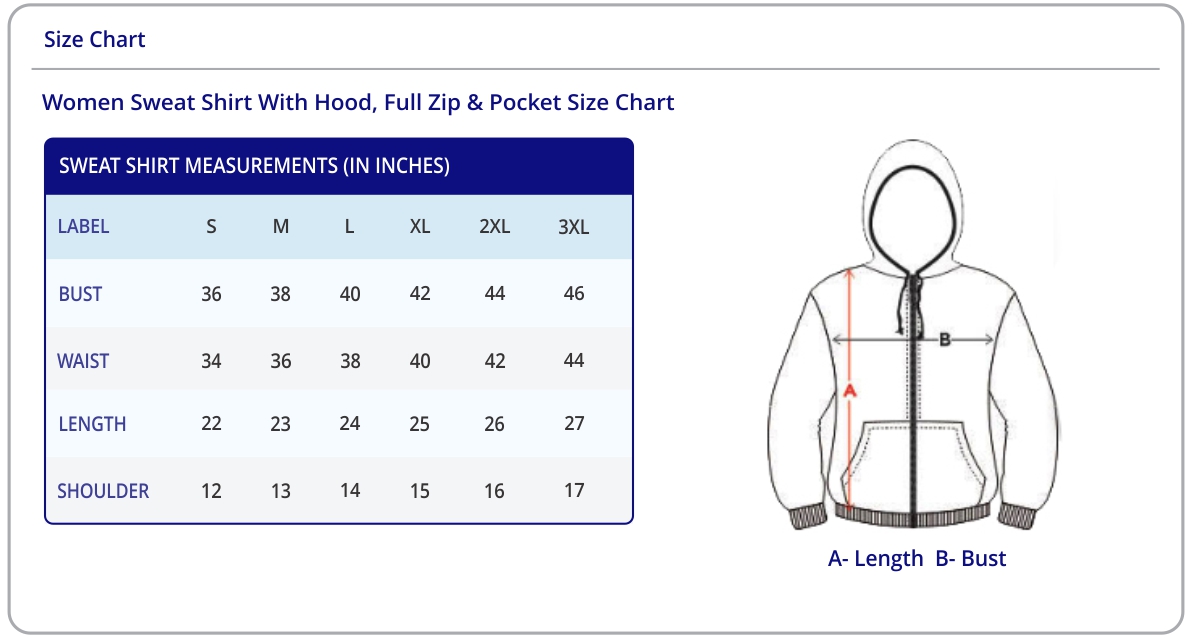 Size Chart
Women Sweat Shirt With Hood, Full Zip & Pocket Size Chart
SWEAT SHIRT MEASUREMENTS (IN INCHES)
LABEL S M L XL 2XL 3XL
BUST 36 38 40 42 44 46
WAIST 34 36 38 40 42 44
LENGTH 22 23 24 25 26 27
SHOULDER 12 13 14 15 16 17
B
A
A- Length B- Bust